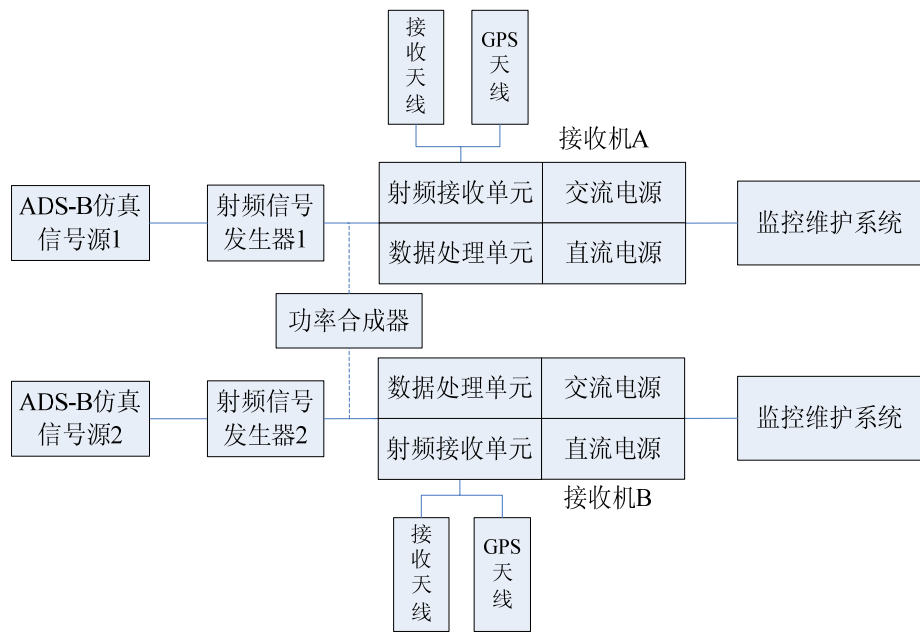 接收天线
GPS
天线
接收机A
ADS-B仿真
信号源1
射频信号
发生器1
射频接收单元
交流电源
数据处理单元
直流电源
监控维护系统
功率合成器
ADS-B仿真
信号源2
射频信号
发生器2
数据处理单元
交流电源
射频接收单元
直流电源
监控维护系统
接收机B
接收天线
GPS
天线